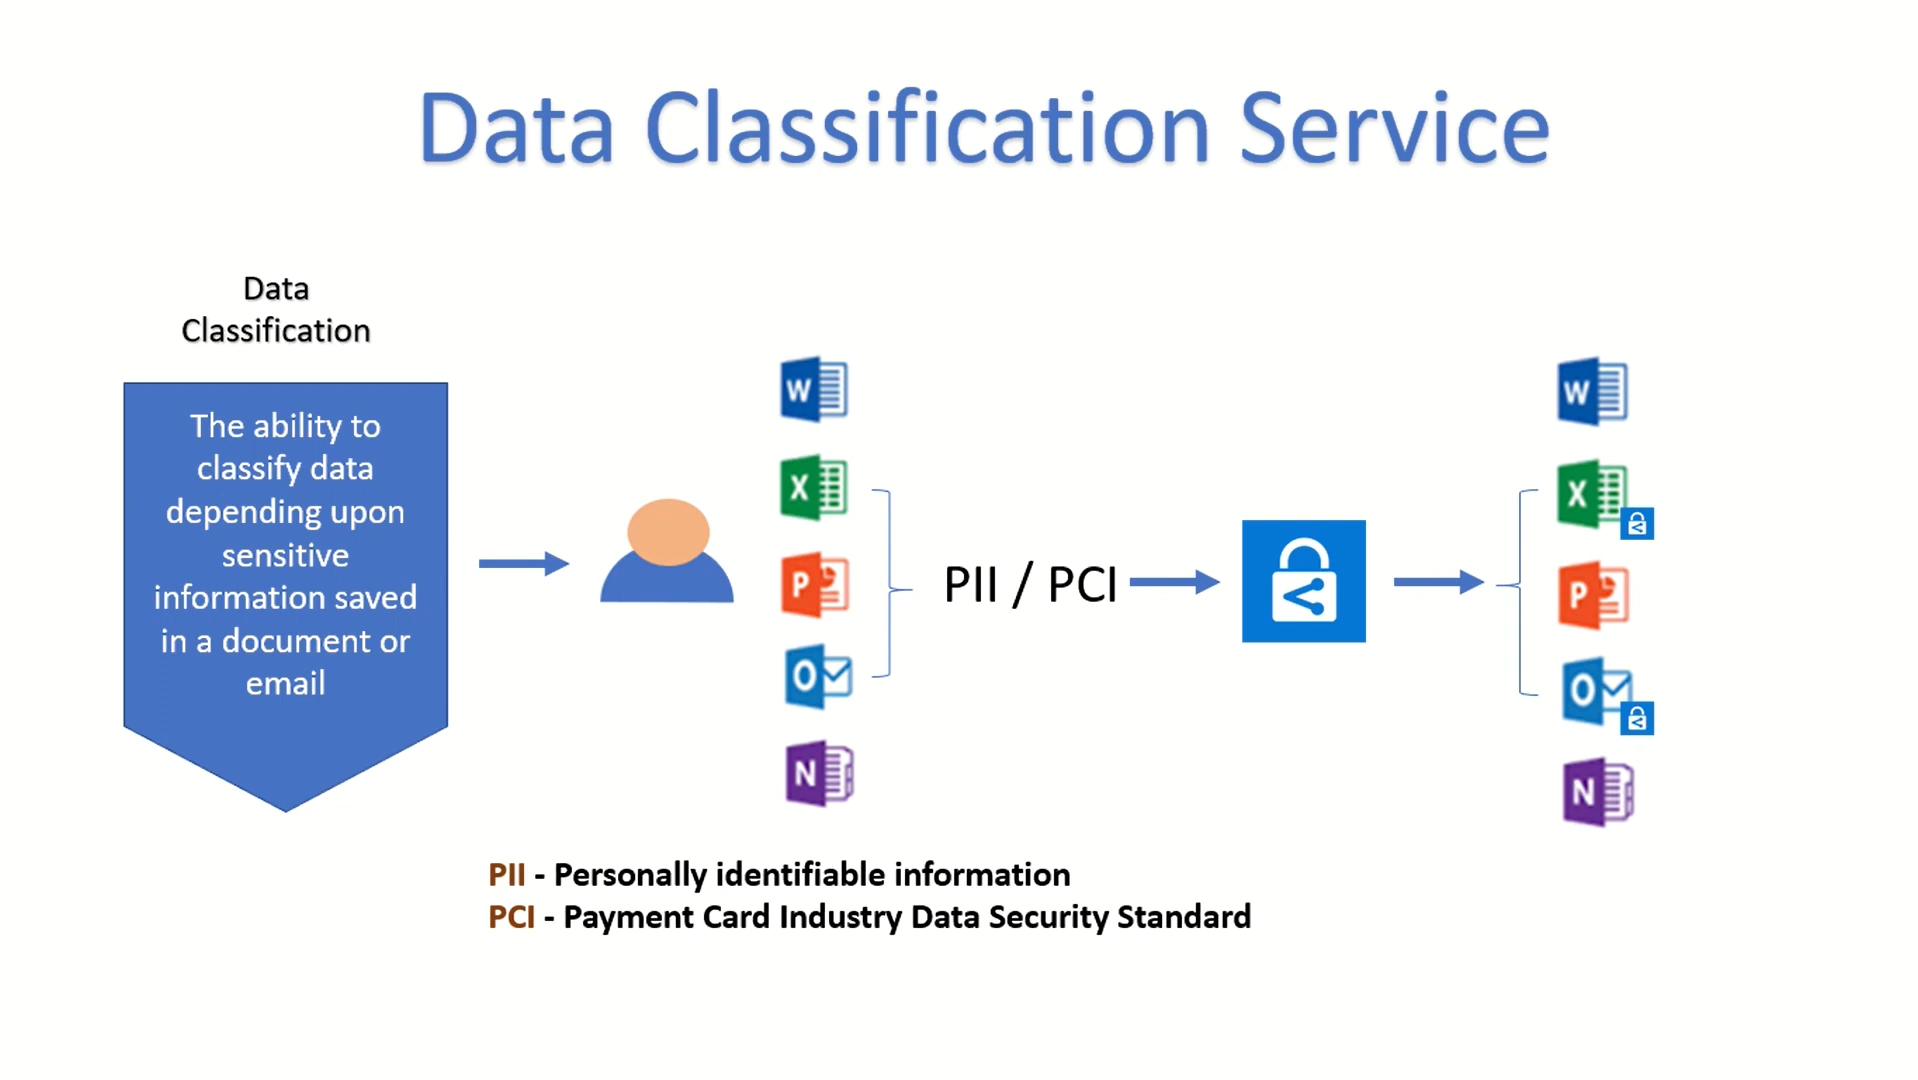 Data Classification Service
Data
Classification
The ability to
classify data
depending upon
sensitive
information saved
in a document or
email
W
X
P
O
N
PII / PCI
W
X
P
O
N
PII - Personally identifiable information
PCI - Payment Card Industry Data Security Standard